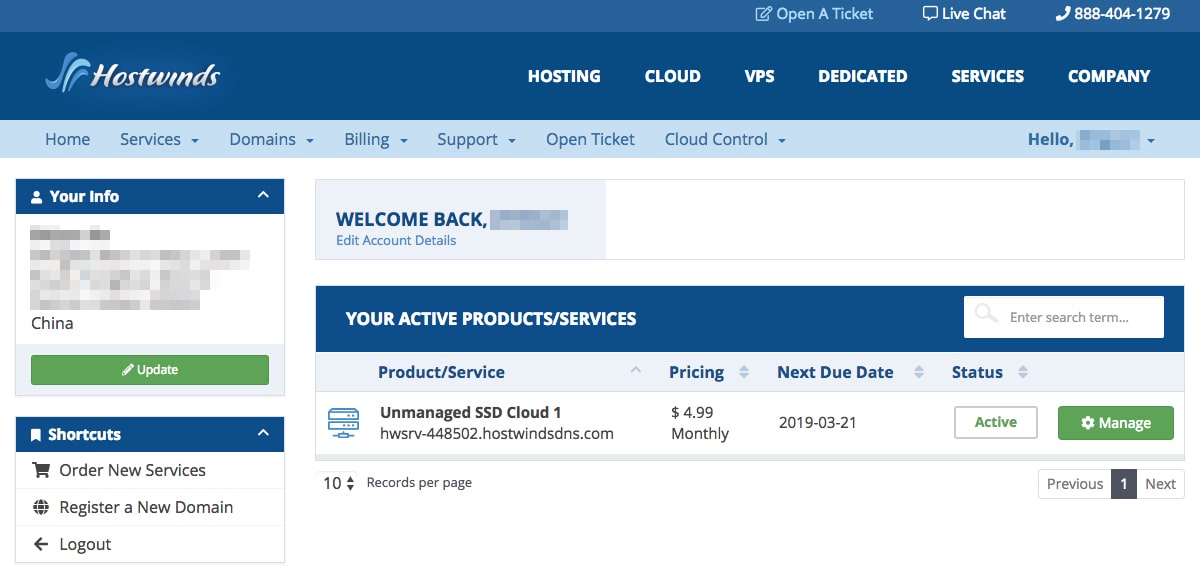 Open A Ticket Live Chat 888-404-1279
Hostwinds HOSTING CLOUD VPS DEDICATED SERVICES COMPANY
Home Services Domains Billing Support Open Ticket Cloud Control Hello,
Your Info
China
Update
Shortcuts
Order New Services
Register a New Domain
Logout
WELCOME BACK,
Edit Account Details
YOUR ACTIVE PRODUCTS/SERVICES Enter search term...
Product/Service Pricing Next Due Date Status
Unmanaged SSD Cloud 1
hwsrv-448502.hostwindsdns.com
$ 4.99
Monthly
2019-03-21
Active
Manage
10 Records per page
Previous 1 Next